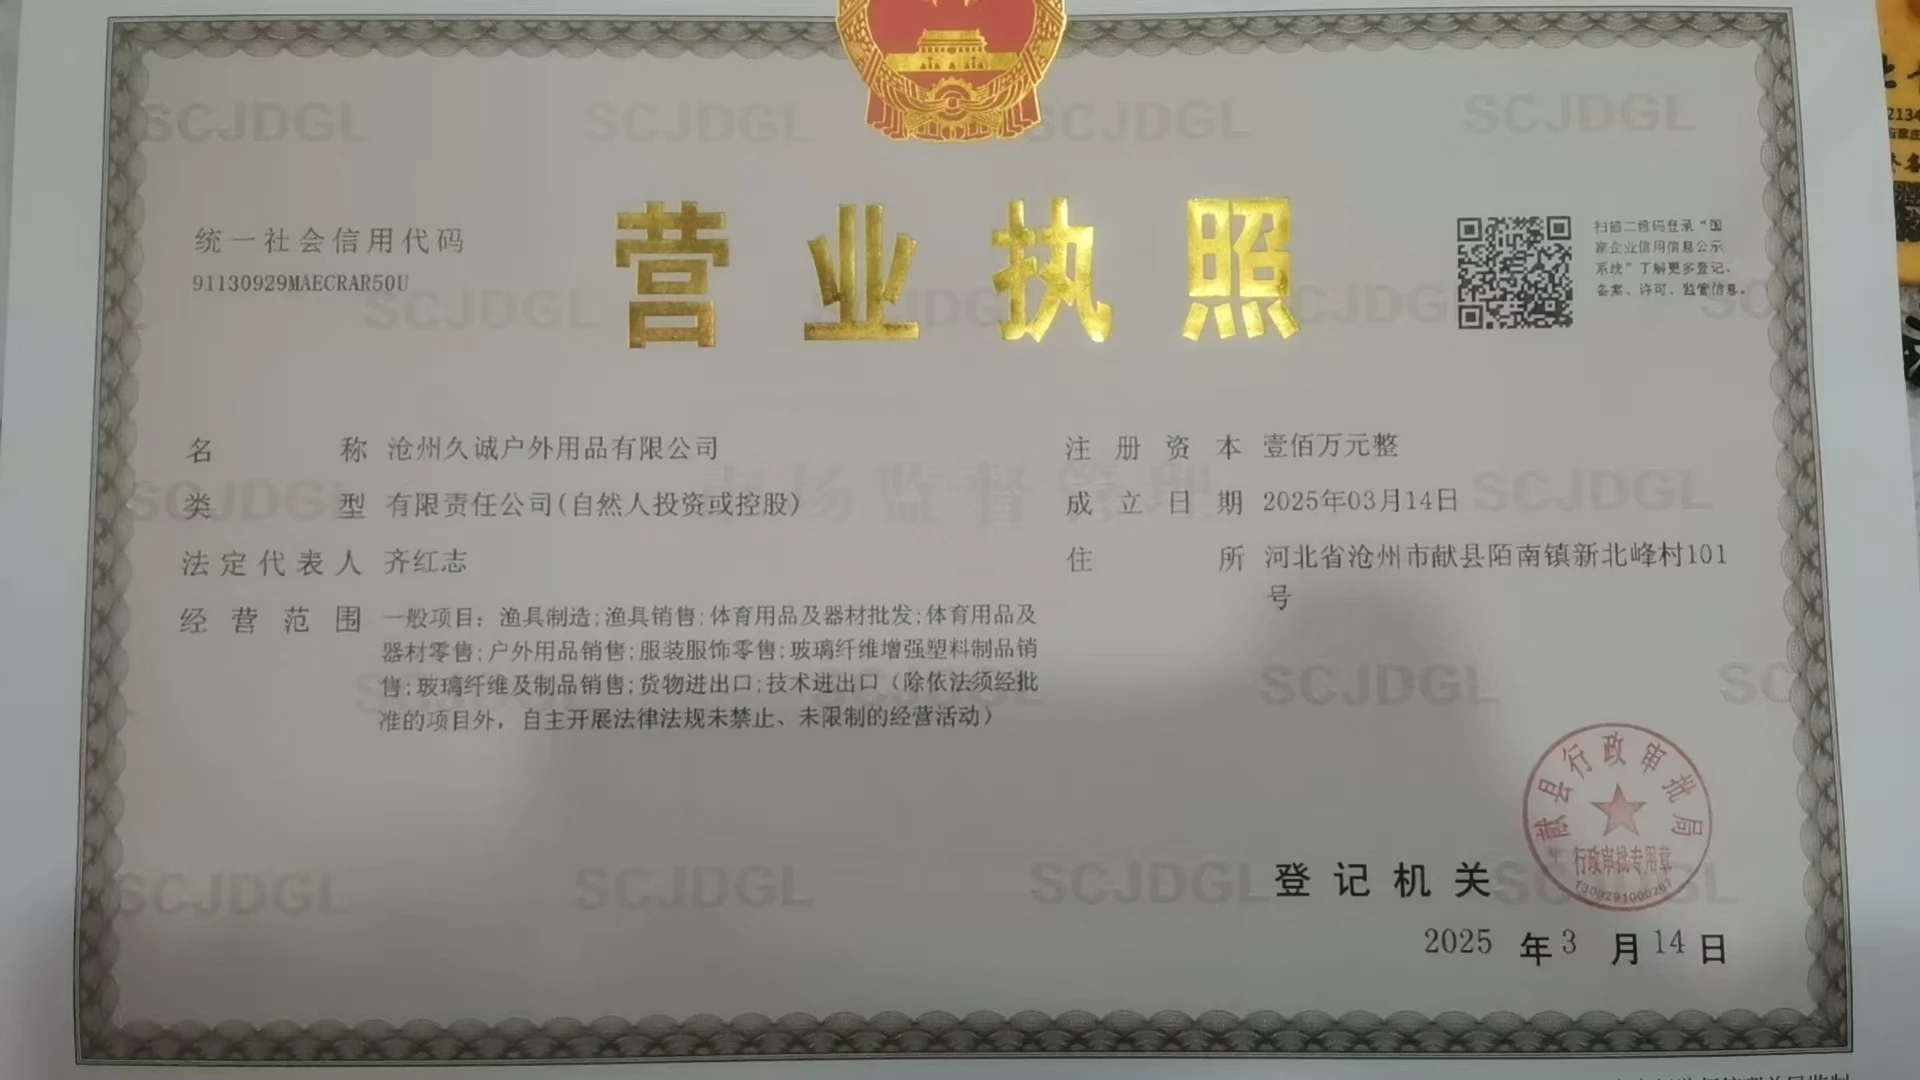 营业执照
统一社会信用代码
91130929MAECRAR50U
扫描二维码登录“国
家企业信用信息公示
系统”了解更多登记、
备案、许可、监管信息。
名称 沧州久诚户外用品有限公司
类型 有限责任公司(自然人投资或控股)
法定代表人 齐红志
经营范围 一般项目：渔具制造;渔具销售;体育用品及器材批发;体育用品及
器材零售;户外用品销售;服装服饰零售;玻璃纤维增强塑料制品销
售;玻璃纤维及制品销售;货物进出口;技术进出口（除依法须经批
准的项目外，自主开展法律法规未禁止、未限制的经营活动）
注册资本 壹佰万元整
成立日期 2025年03月14日
住所 河北省沧州市献县陌南镇新北峰村101
号
献县行政审批局
行政审批专用章
1309291000267
登记机关
2025 年 3 月 14 日
SCJDGL
市场监督管理